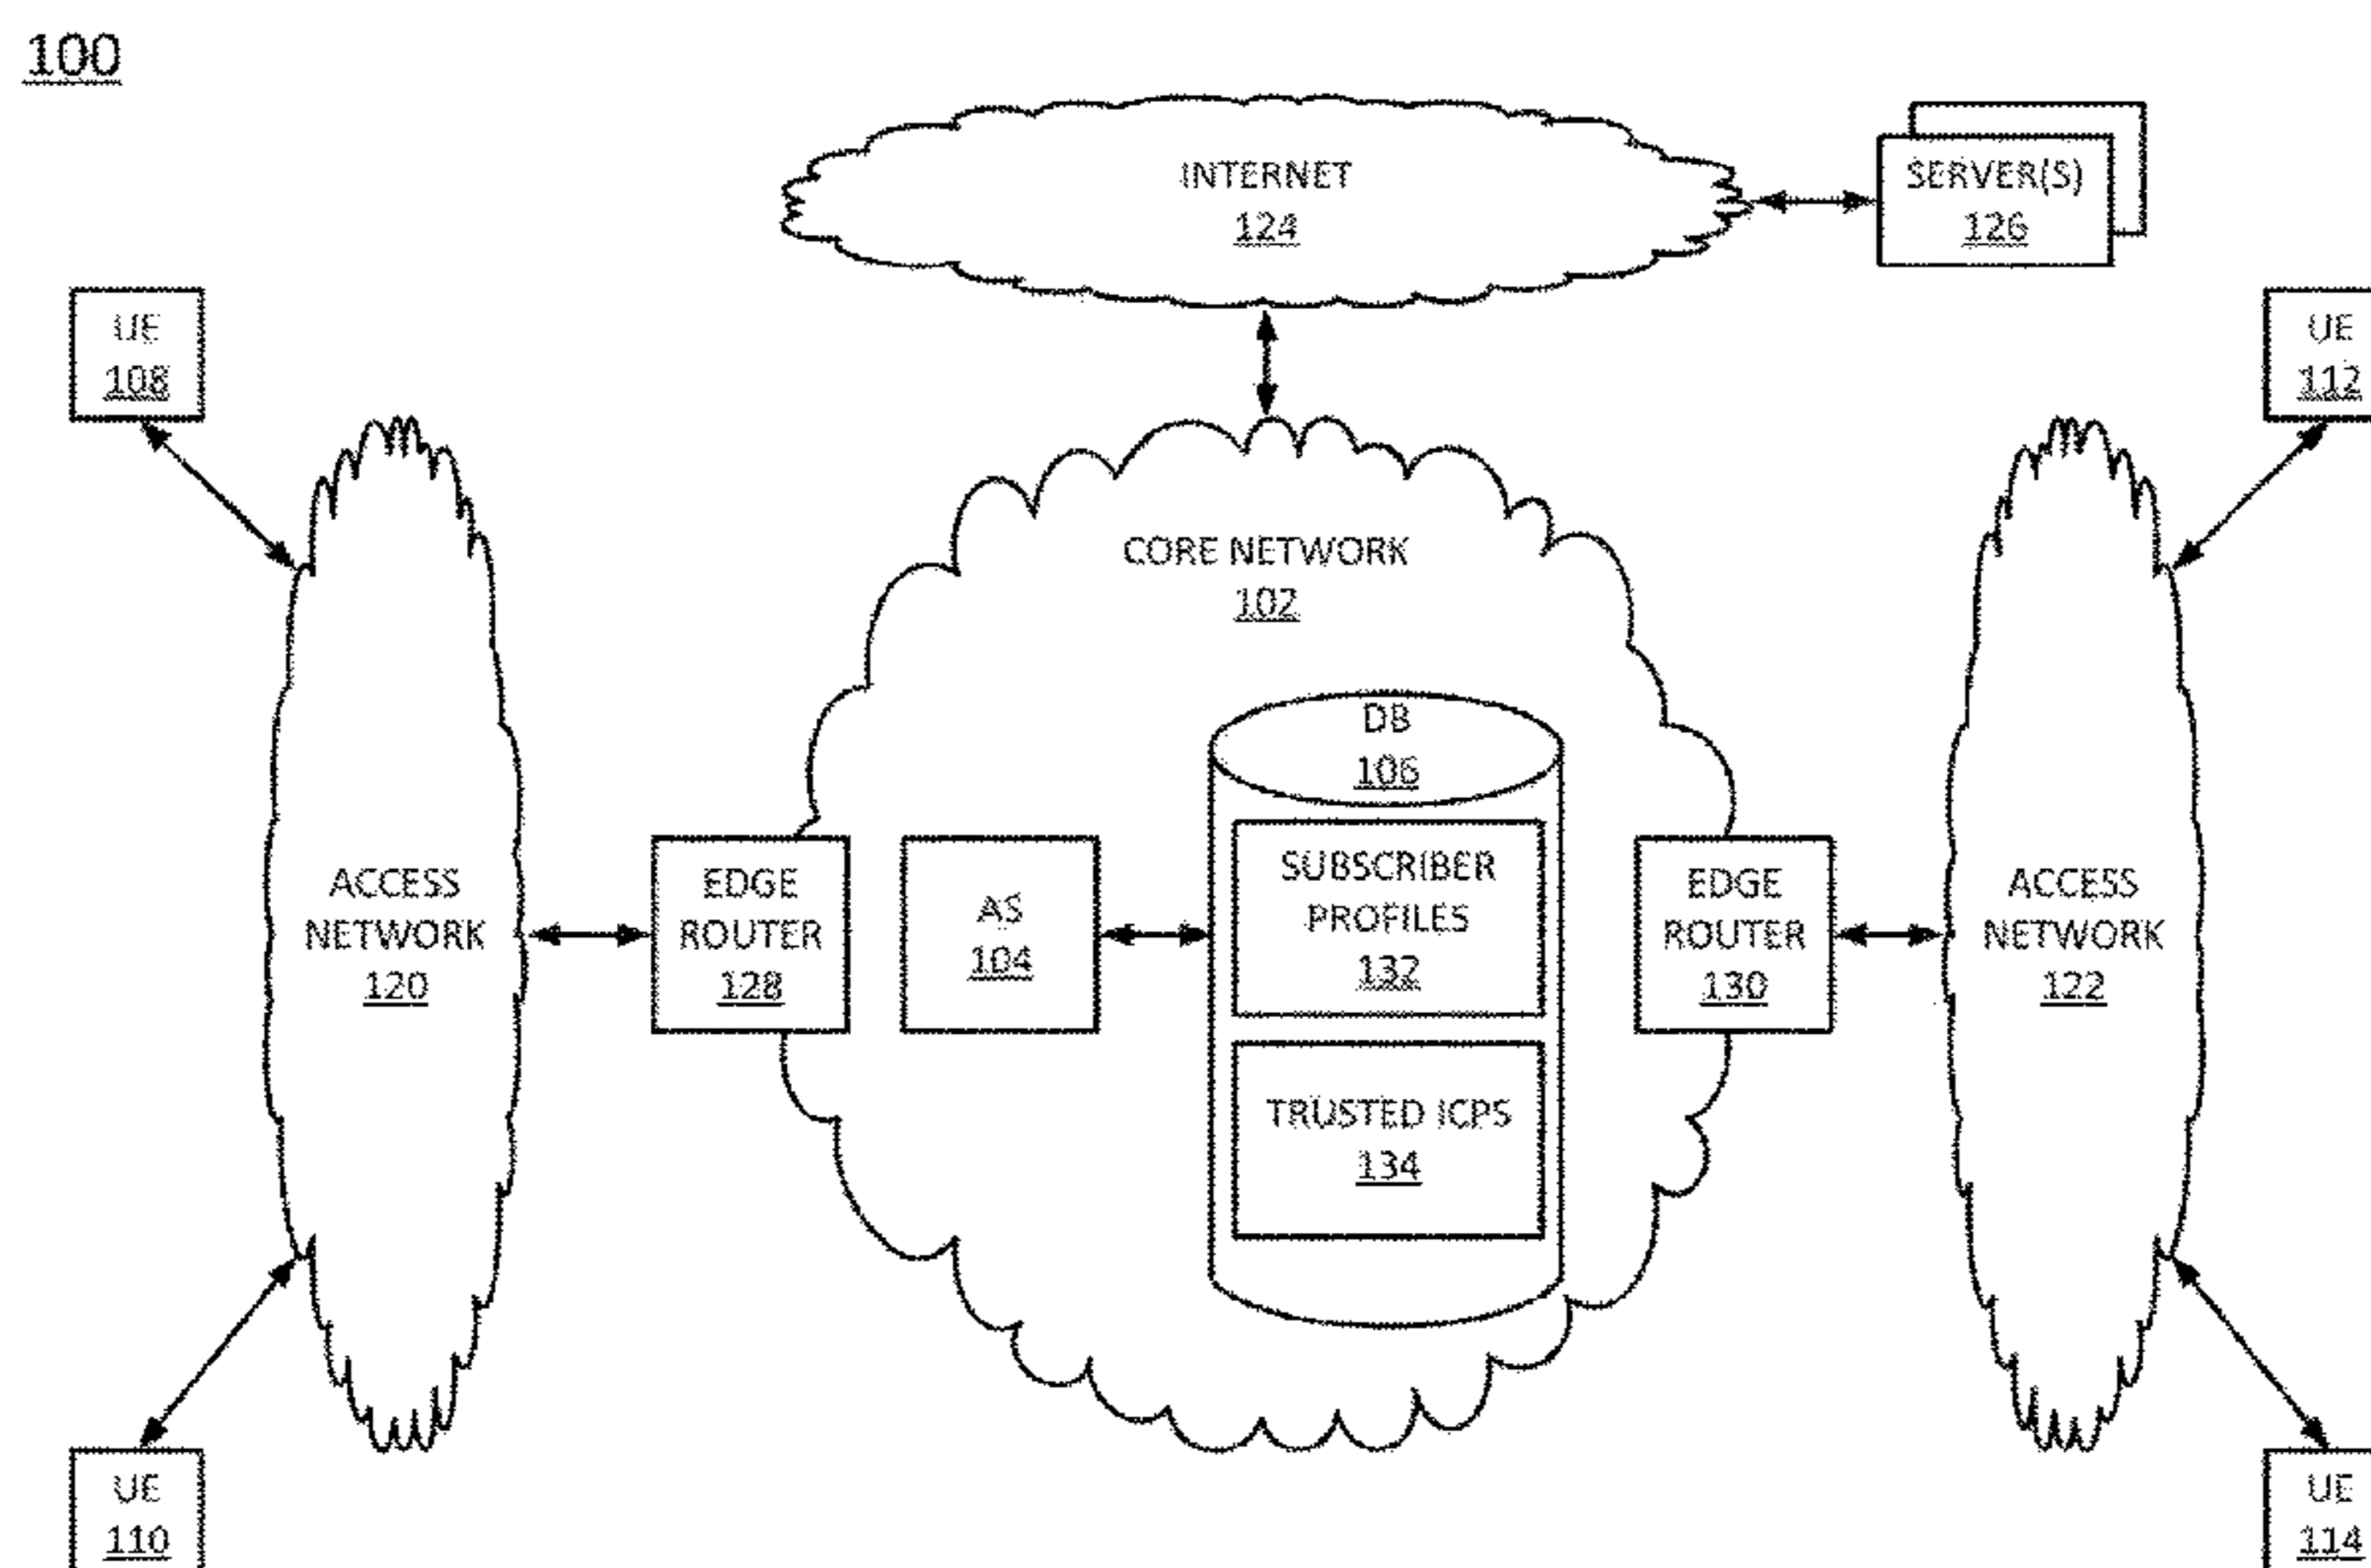 100
INTERNET
124
SERVER(S)
126
UE
108
UE
112
CORE NETWORK
102
DB
106
ACCESS
NETWORK
120
EDGE
ROUTER
128
AS
104
SUBSCRIBER
PROFILES
132
TRUSTED ICPS
134
EDGE
ROUTER
130
ACCESS
NETWORK
122
UE
110
UE
114